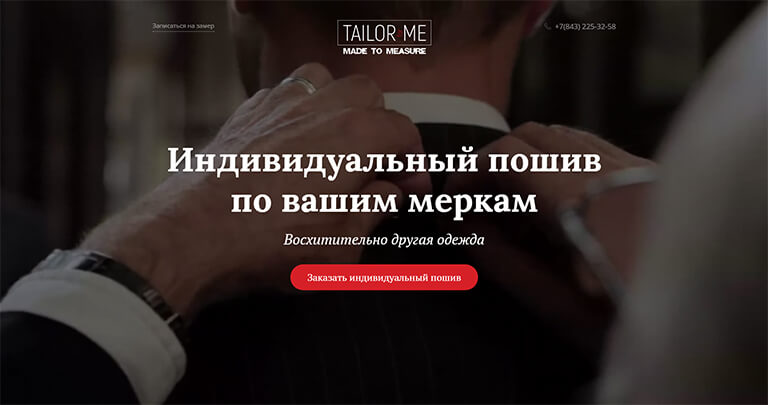 Записаться на замер
TAILOR ME
MADE TO MEASURE
+7(843) 225-32-58
Индивидуальный пошив
по вашим меркам
Восхитительно другая одежда
Заказать индивидуальный пошив